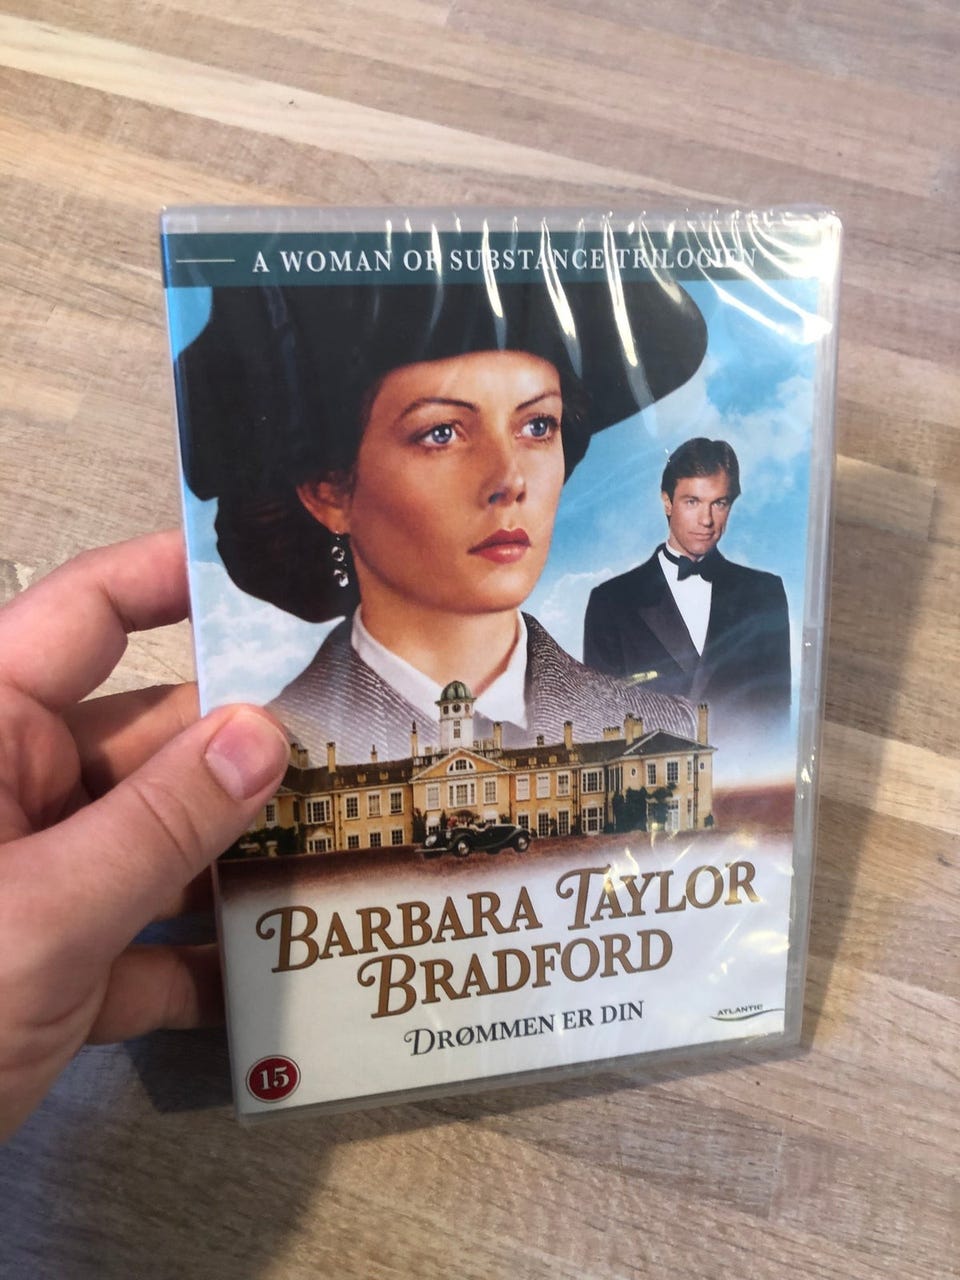 A WOMAN OF SUBSTANCE TRILOGIEN
BARBARA TAYLOR
BRADFORD
DRØMMEN ER DIN
ATLANTIC
15